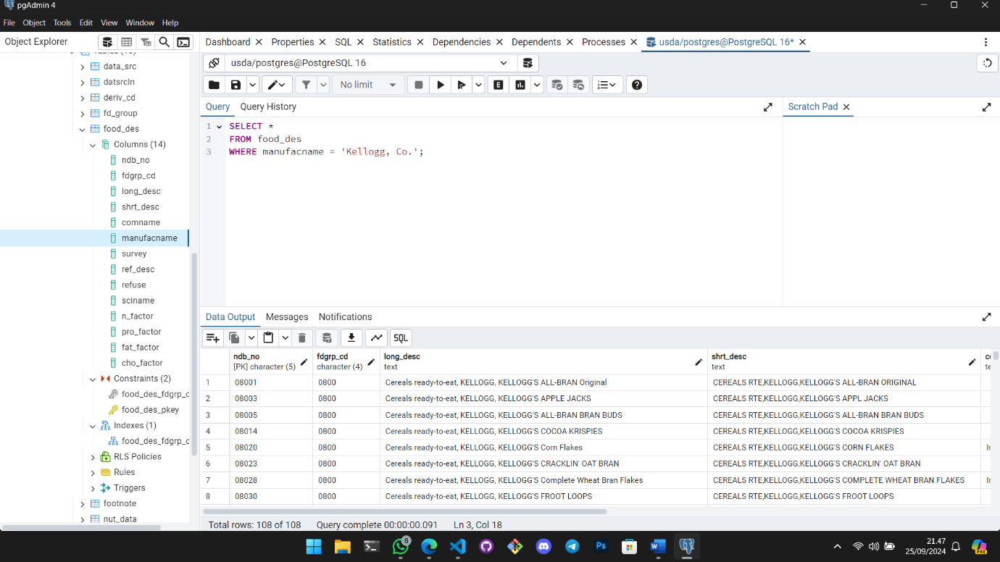 pgAdmin 4
File Object Tools Edit View Window Help
Object Explorer
Dashboard Properties SQL Statistics Dependencies Dependents Processes usda/postgres@PostgreSQL 16*
data_src
datsrcln
deriv_cd
fd_group
food_des
Columns (14)
ndb_no
fdgrp_cd
long_desc
shrt_desc
comname
manufacname
survey
ref_desc
refuse
sciname
n_factor
pro_factor
fat_factor
cho_factor
Constraints (2)
food_des_fdgrp_c
food_des_pkey
Indexes (1)
food_des_fdgrp_c
RLS Policies
Rules
Triggers
footnote
nut_data
usda/postgres@PostgreSQL 16
No limit
Query Query History
Scratch Pad
1 SELECT *
2 FROM food_des
3 WHERE manufacname = 'Kellogg, Co.';
Data Output Messages Notifications
SQL
ndb_no fdgrp_cd long_desc shrt_desc
[PK] character (5) character (4) text text
1 08001 0800 Cereals ready-to-eat, KELLOGG, KELLOGG'S ALL-BRAN Original CEREALS RTE,KELLOGG,KELLOGG'S ALL-BRAN ORIGINAL
2 08003 0800 Cereals ready-to-eat, KELLOGG, KELLOGG'S APPLE JACKS CEREALS RTE,KELLOGG,KELLOGG'S APPL JACKS
3 08005 0800 Cereals ready-to-eat, KELLOGG, KELLOGG'S ALL-BRAN BRAN BUDS CEREALS RTE,KELLOGG,KELLOGG'S ALL-BRAN BRAN BUDS
4 08014 0800 Cereals ready-to-eat, KELLOGG, KELLOGG'S COCOA KRISPIES CEREALS RTE,KELLOGG,KELLOGG'S COCOA KRISPIES
5 08020 0800 Cereals ready-to-eat, KELLOGG, KELLOGG'S Corn Flakes CEREALS RTE,KELLOGG,KELLOGG'S CORN FLAKES
6 08023 0800 Cereals ready-to-eat, KELLOGG, KELLOGG'S CRACKLIN' OAT BRAN CEREALS RTE,KELLOGG,KELLOGG'S CRACKLIN' OAT BRAN
7 08028 0800 Cereals ready-to-eat, KELLOGG, KELLOGG'S Complete Wheat Bran Flakes CEREALS RTE,KELLOGG,KELLOGG'S COMPLETE WHEAT BRAN FLAKES
8 08030 0800 Cereals ready-to-eat, KELLOGG, KELLOGG'S FROOT LOOPS CEREALS RTE,KELLOGG,KELLOGG'S FROOT LOOPS
Total rows: 108 of 108 Query complete 00:00:00.091 Ln 3, Col 18
8
Ps
21.47
25/09/2024
PRE